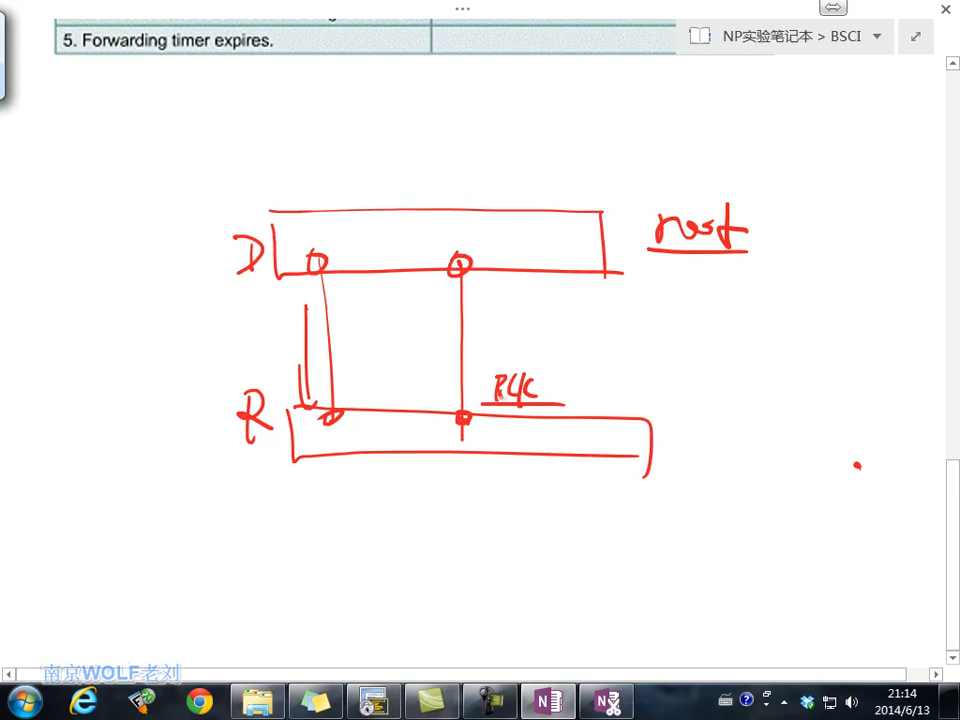 5. Forwarding timer expires.
NP实验笔记本 > BSCI
D
root
R
BLK
南京WOLF老刘
21:14
2014/6/13